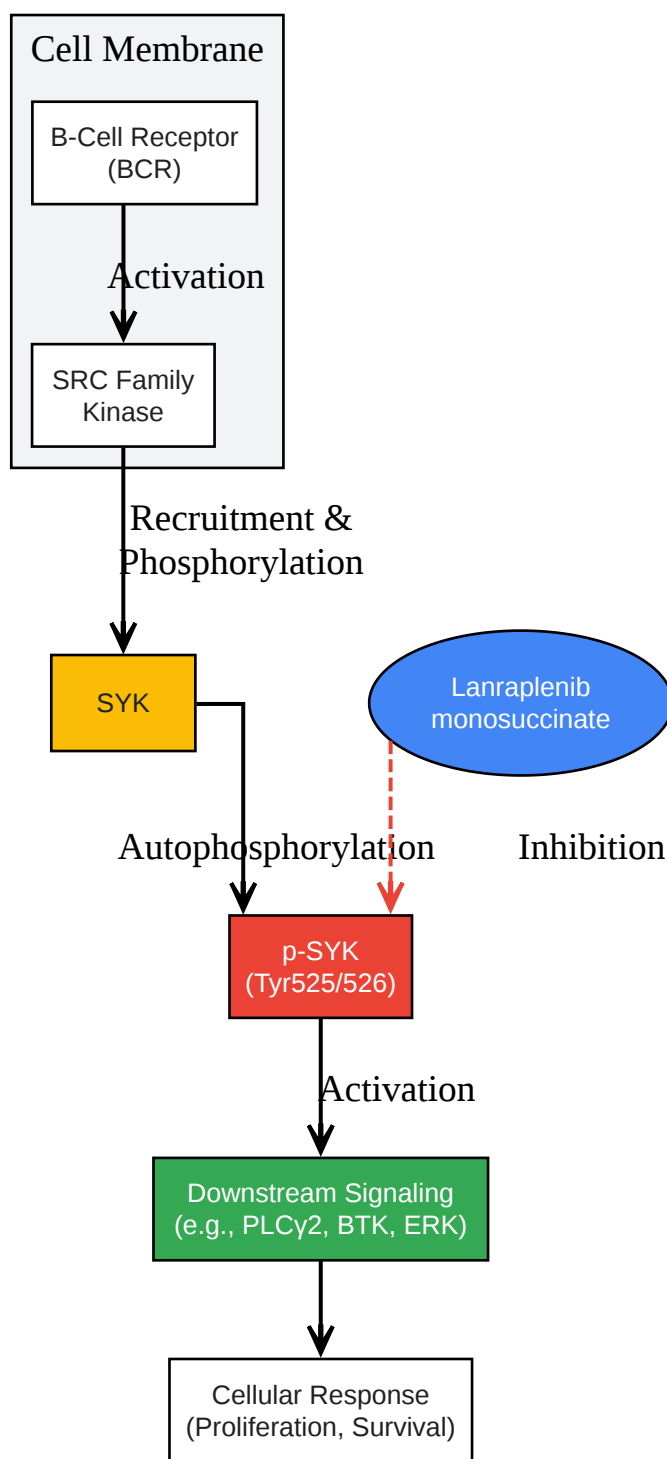 Cell Membrane
B-Cell Receptor
(BCR)
Activation
SRC Family
Kinase
Recruitment &
Phosphorylation
SYK
Lanraplenib
monosuccinate
Autophosphorylation
Inhibition
p-SYK
(Tyr525/526)
Activation
Downstream Signaling
(e.g., PLCγ2, BTK, ERK)
Cellular Response
(Proliferation, Survival)